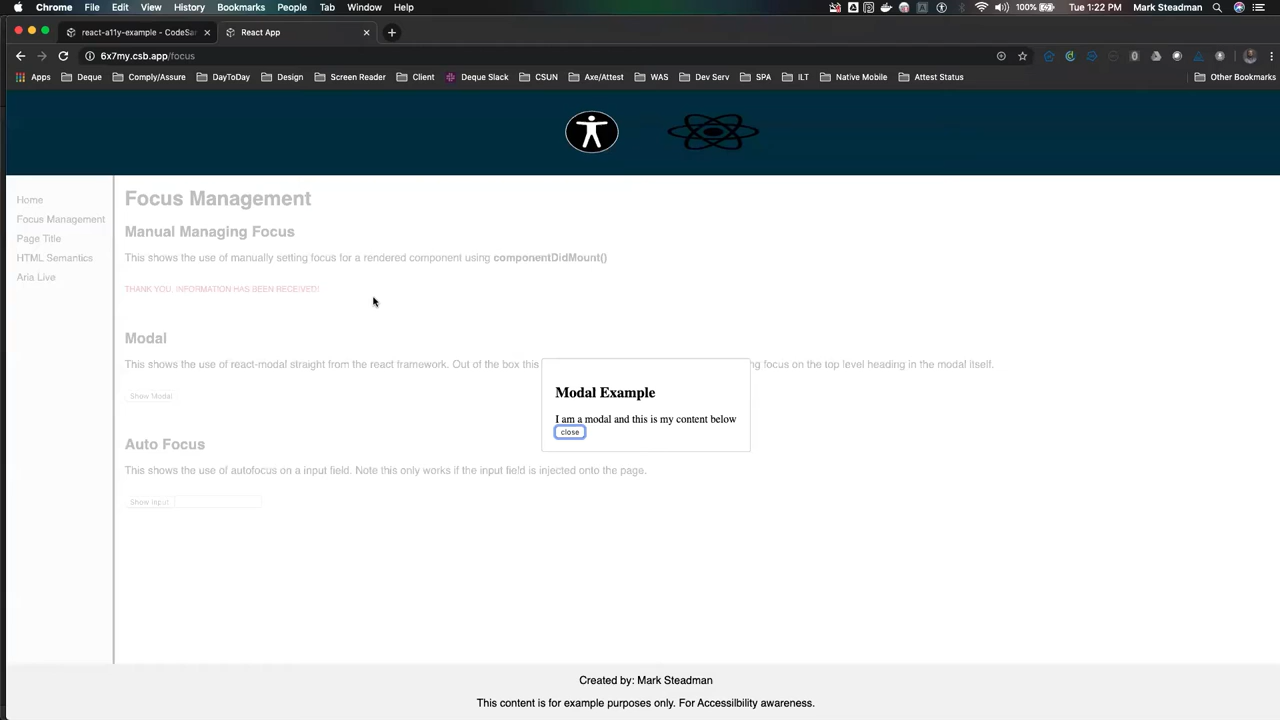 Chrome File Edit View History Bookmarks People Tab Window Help 100% Tue 1:22 PM Mark Steadman
react-a11y-example - CodeSan React App
6x7my.csb.app/focus
Apps Deque Comply/Assure DayToDay Design Screen Reader Client Deque Slack CSUN Axe/Attest WAS Dev Serv SPA ILT Native Mobile Attest Status Other Bookmarks
Home
Focus Management
Page Title
HTML Semantics
Aria Live
Focus Management
Manual Managing Focus
This shows the use of manually setting focus for a rendered component using componentDidMount()
THANK YOU, INFORMATION HAS BEEN RECEIVED!
Modal
This shows the use of react-modal straight from the react framework. Out of the box this ng focus on the top level heading in the modal itself.
Show Modal
Modal Example
I am a modal and this is my content below
close
Auto Focus
This shows the use of autofocus on a input field. Note this only works if the input field is injected onto the page.
Show Input
Created by: Mark Steadman
This content is for example purposes only. For Accessilbility awareness.